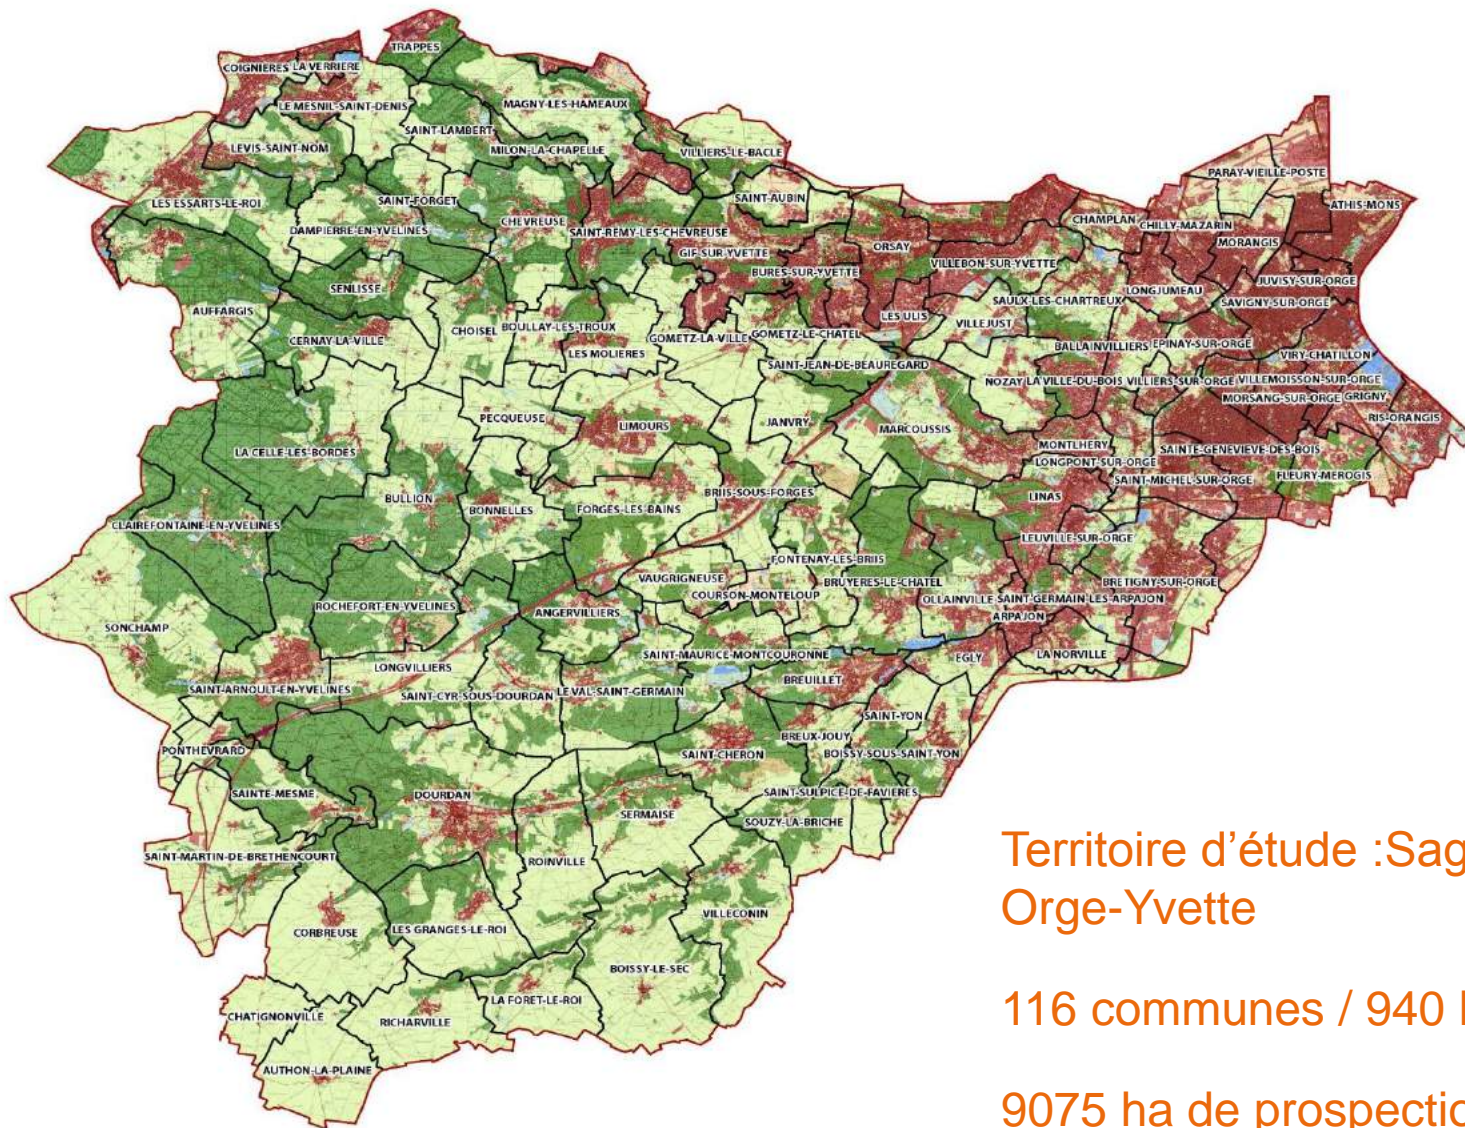 TRAPPES
COIGNIERES LA VERRIERE
LE MESNIL-SAINT-DENIS
MAGNY-LES-HAMEAUX
SAINT-LAMBERT
LEVIS-SAINT-NOM
MILON-LA-CHAPELLE
VILLIERS-LE-BACLE
PARAY-VIEILLE-POSTE
LES ESSARTS-LE-ROI
SAINT-FORGET
SAINT-AUBIN
ATHIS-MONS
CHEVREUSE
CHAMPLAN
CHILLY-MAZARIN
DAMPIERRE-EN-YVELINES
SAINT-REMY-LES-CHEVREUSE
ORSAY
MORANGIS
GIF-SUR-YVETTE
VILLEBON-SUR-YVETTE
BURES-SUR-YVETTE
JUVISY-SUR-ORGE
SENLISSE
LONGJUMEAU
SAULX-LES-CHARTREUX
SAVIGNY-SUR-ORGE
AUFFARGIS
LES ULIS
VILLEJUST
CHOISEL
BOULLAY-LES-TROUX
CERNAY-LA-VILLE
GOMETZ-LA-VILLE
GOMETZ-LE-CHATEL
BALLAINVILLIERS
EPINAY-SUR-ORGE
LES MOLIERES
VIRY-CHATILLON
SAINT-JEAN-DE-BEAUREGARD
NOZAY
LA VILLE-DU-BOIS
VILLIERS-SUR-ORGE
VILLEMOISSON-SUR-ORGE
MORSANG-SUR-ORGE
GRIGNY
PECQUEUSE
LIMOURS
JANVRY
MARCOUSSIS
RIS-ORANGIS
MONTLHERY
LA CELLE-LES-BORDES
SAINTE-GENEVIEVE-DES-BOIS
LONGPONT-SUR-ORGE
FLEURY-MEROGIS
SAINT-MICHEL-SUR-ORGE
BULLION
BRIIS-SOUS-FORGES
LINAS
BONNELLES
FORGES-LES-BAINS
CLAIREFONTAINE-EN-YVELINES
LEUVILLE-SUR-ORGE
FONTENAY-LES-BRIIS
VAUGRIGNEUSE
BRUYERES-LE-CHATEL
BRETIGNY-SUR-ORGE
COURSON-MONTELOUP
OLLAINVILLE
SAINT-GERMAIN-LES-ARPAJON
ROCHEFORT-EN-YVELINES
ANGERVILLIERS
ARPAJON
SONCHAMP
SAINT-MAURICE-MONTCOURONNE
EGLY
LA NORVILLE
LONGVILLIERS
BREUILLET
SAINT-ARNOULT-EN-YVELINES
SAINT-CYR-SOUS-DOURDAN
LE VAL-SAINT-GERMAIN
SAINT-YON
BREUX-JOUY
PONTHEVRARD
SAINT-CHERON
BOISSY-SOUS-SAINT-YON
SAINTE-MESME
DOURDAN
SAINT-SULPICE-DE-FAVIERES
SERMAISE
SOUZY-LA-BRICHE
SAINT-MARTIN-DE-BRETHENCOURT
ROINVILLE
VILLECONIN
CORBREUSE
LES GRANGES-LE-ROI
BOISSY-LE-SEC
LA FORET-LE-ROI
CHATIGNONVILLE
RICHARVILLE
AUTHON-LA-PLAINE
Territoire d'étude :Sag
Orge-Yvette
116 communes / 940
9075 ha de prospectio